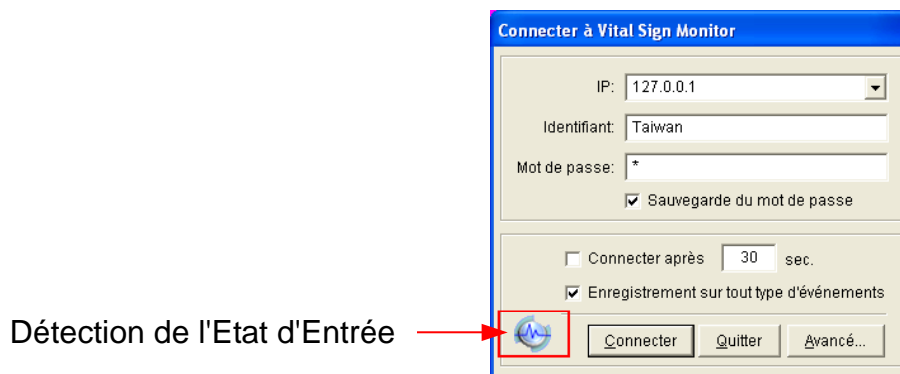 Connecter à Vital Sign Monitor
IP: 127.0.0.1
Identifiant: Taiwan
Mot de passe: *
Sauvegarde du mot de passe
Connecter après 30 sec.
Enregistrement sur tout type d'événements
Détection de l'Etat d'Entrée
Connecter Quitter Avancé...